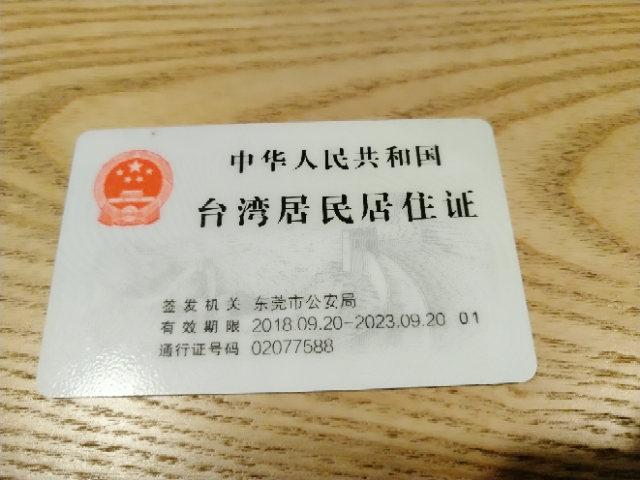 中华人民共和国
台湾居民居住证
签发机关 东莞市公安局
有效期限 2018.09.20-2023.09.20 01
通行证号码 02077588